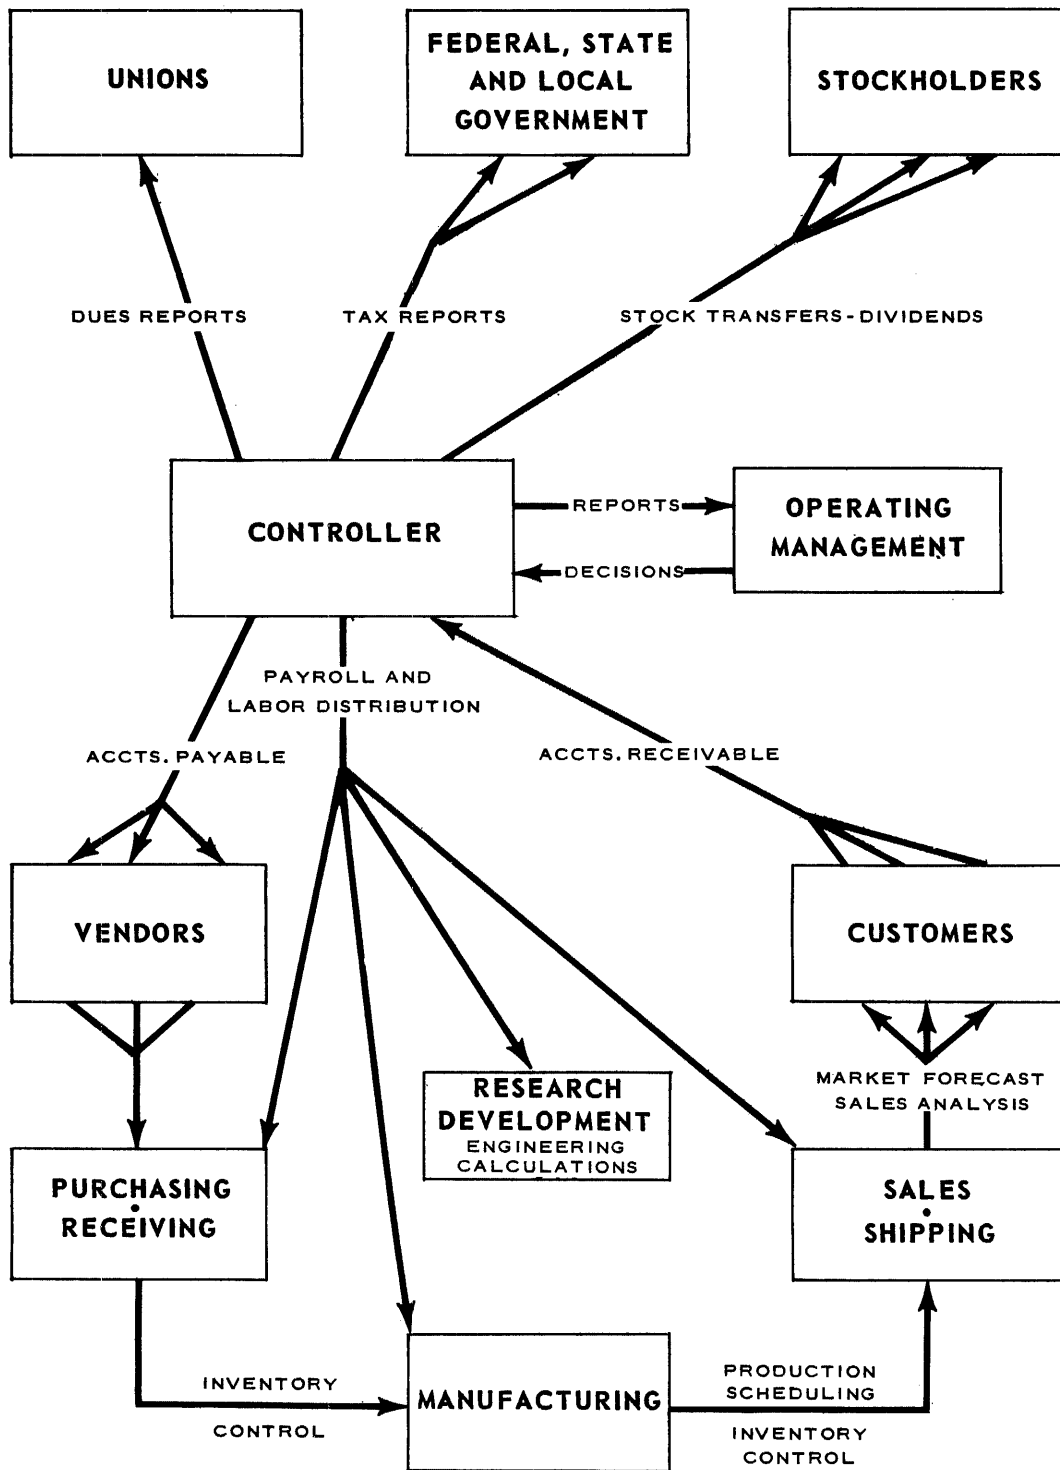 UNIONS
FEDERAL, STATE
AND LOCAL
GOVERNMENT
STOCKHOLDERS
DUES REPORTS
TAX REPORTS
STOCK TRANSFERS-DIVIDENDS
CONTROLLER
REPORTS
DECISIONS
OPERATING
MANAGEMENT
PAYROLL AND
LABOR DISTRIBUTION
ACCTS. PAYABLE
ACCTS. RECEIVABLE
VENDORS
CUSTOMERS
RESEARCH
DEVELOPMENT
ENGINEERING
CALCULATIONS
MARKET FORECAST
SALES ANALYSIS
PURCHASING
•
RECEIVING
SALES
•
SHIPPING
INVENTORY
CONTROL
MANUFACTURING
PRODUCTION
SCHEDULING
INVENTORY
CONTROL